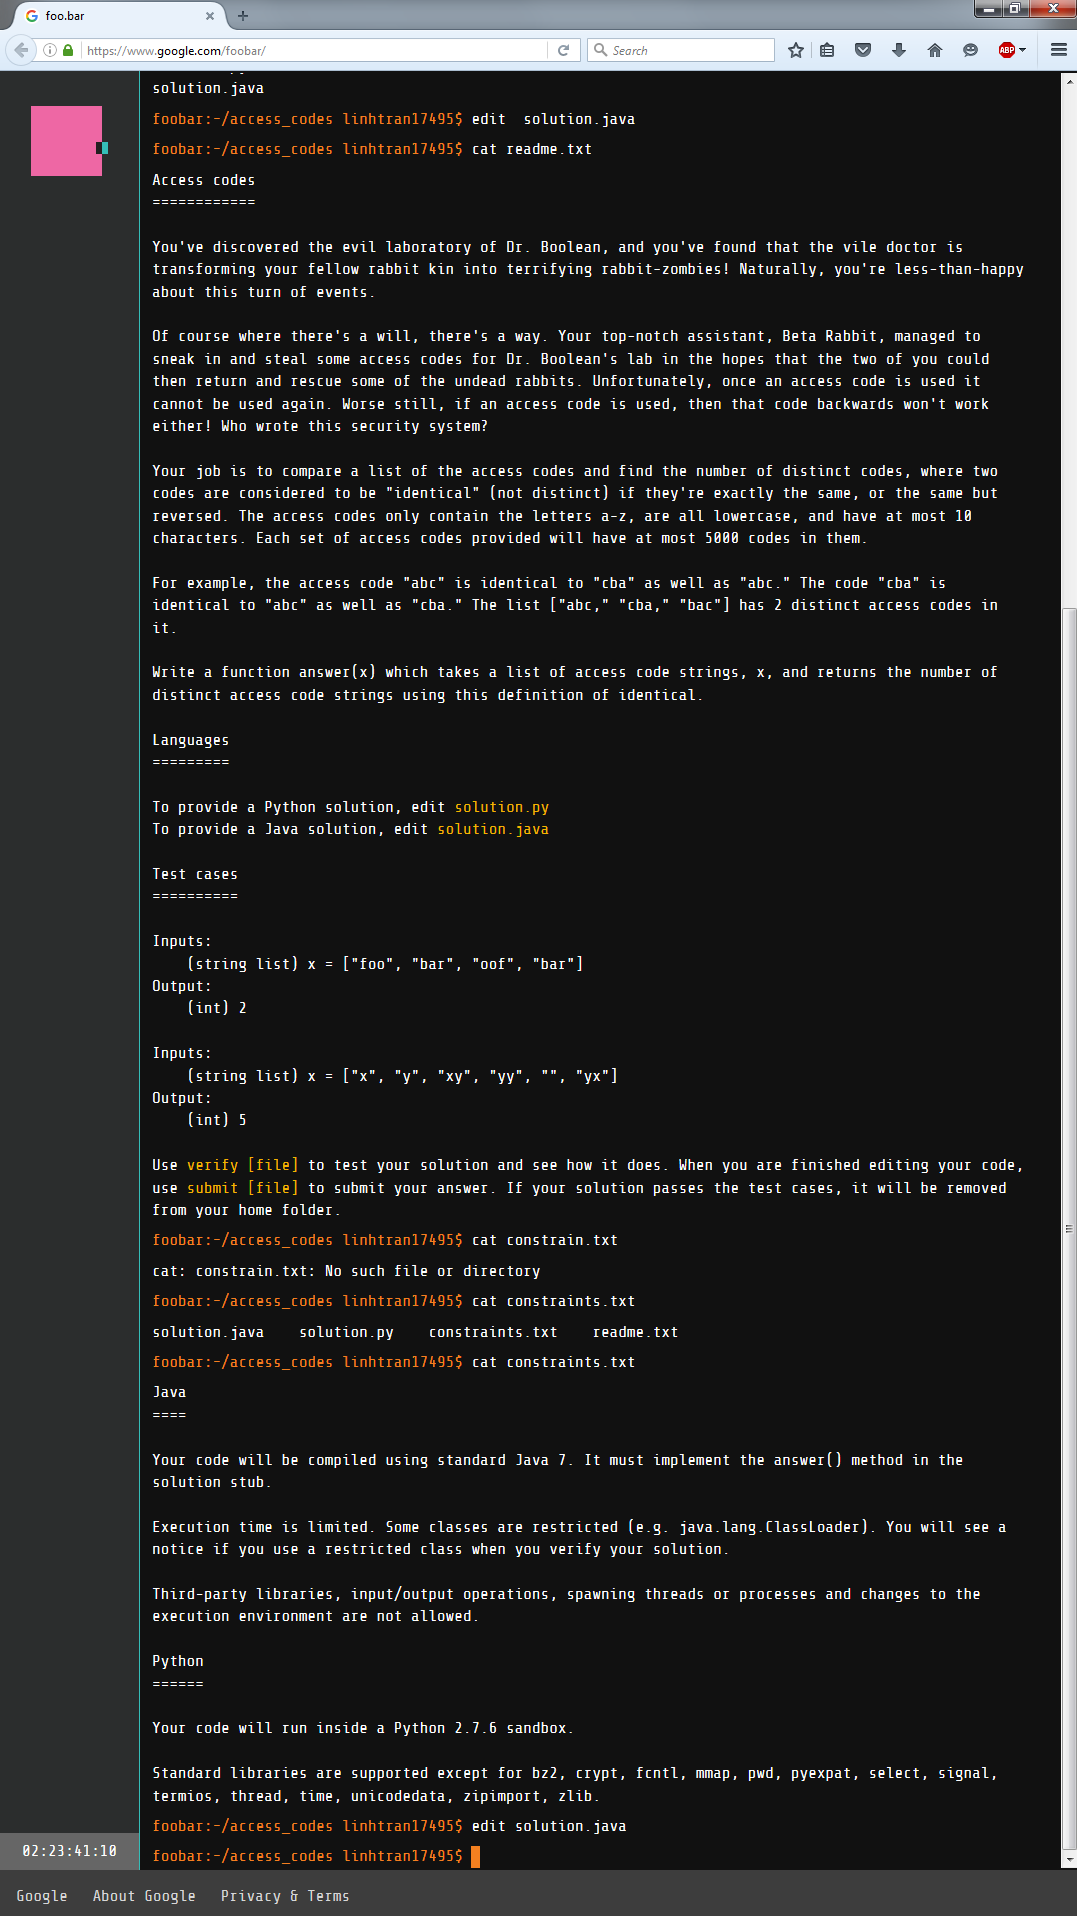 foo.bar
https://www.google.com/foobar/
Search
ABP
solution.java
foobar:~/access_codes linhtran17495$ edit  solution.java
foobar:~/access_codes linhtran17495$ cat readme.txt
Access codes
============
You've discovered the evil laboratory of Dr. Boolean, and you've found that the vile doctor is
transforming your fellow rabbit kin into terrifying rabbit-zombies! Naturally, you're less-than-happy
about this turn of events.
Of course where there's a will, there's a way. Your top-notch assistant, Beta Rabbit, managed to
sneak in and steal some access codes for Dr. Boolean's lab in the hopes that the two of you could
then return and rescue some of the undead rabbits. Unfortunately, once an access code is used it
cannot be used again. Worse still, if an access code is used, then that code backwards won't work
either! Who wrote this security system?
Your job is to compare a list of the access codes and find the number of distinct codes, where two
codes are considered to be "identical" (not distinct) if they're exactly the same, or the same but
reversed. The access codes only contain the letters a-z, are all lowercase, and have at most 10
characters. Each set of access codes provided will have at most 5000 codes in them.
For example, the access code "abc" is identical to "cba" as well as "abc." The code "cba" is
identical to "abc" as well as "cba." The list ["abc," "cba," "bac"] has 2 distinct access codes in
it.
Write a function answer(x) which takes a list of access code strings, x, and returns the number of
distinct access code strings using this definition of identical.
Languages
=========
To provide a Python solution, edit solution.py
To provide a Java solution, edit solution.java
Test cases
==========
Inputs:
    (string list) x = ["foo", "bar", "oof", "bar"]
Output:
    (int) 2
Inputs:
    (string list) x = ["x", "y", "xy", "yy", "", "yx"]
Output:
    (int) 5
Use verify [file] to test your solution and see how it does. When you are finished editing your code,
use submit [file] to submit your answer. If your solution passes the test cases, it will be removed
from your home folder.
foobar:~/access_codes linhtran17495$ cat constrain.txt
cat: constrain.txt: No such file or directory
foobar:~/access_codes linhtran17495$ cat constraints.txt
solution.java    solution.py    constraints.txt    readme.txt
foobar:~/access_codes linhtran17495$ cat constraints.txt
Java
====
Your code will be compiled using standard Java 7. It must implement the answer() method in the
solution stub.
Execution time is limited. Some classes are restricted (e.g. java.lang.ClassLoader). You will see a
notice if you use a restricted class when you verify your solution.
Third-party libraries, input/output operations, spawning threads or processes and changes to the
execution environment are not allowed.
Python
======
Your code will run inside a Python 2.7.6 sandbox.
Standard libraries are supported except for bz2, crypt, fcntl, mmap, pwd, pyexpat, select, signal,
termios, thread, time, unicodedata, zipimport, zlib.
foobar:~/access_codes linhtran17495$ edit solution.java
foobar:~/access_codes linhtran17495$
02:23:41:10
Google   About Google   Privacy & Terms